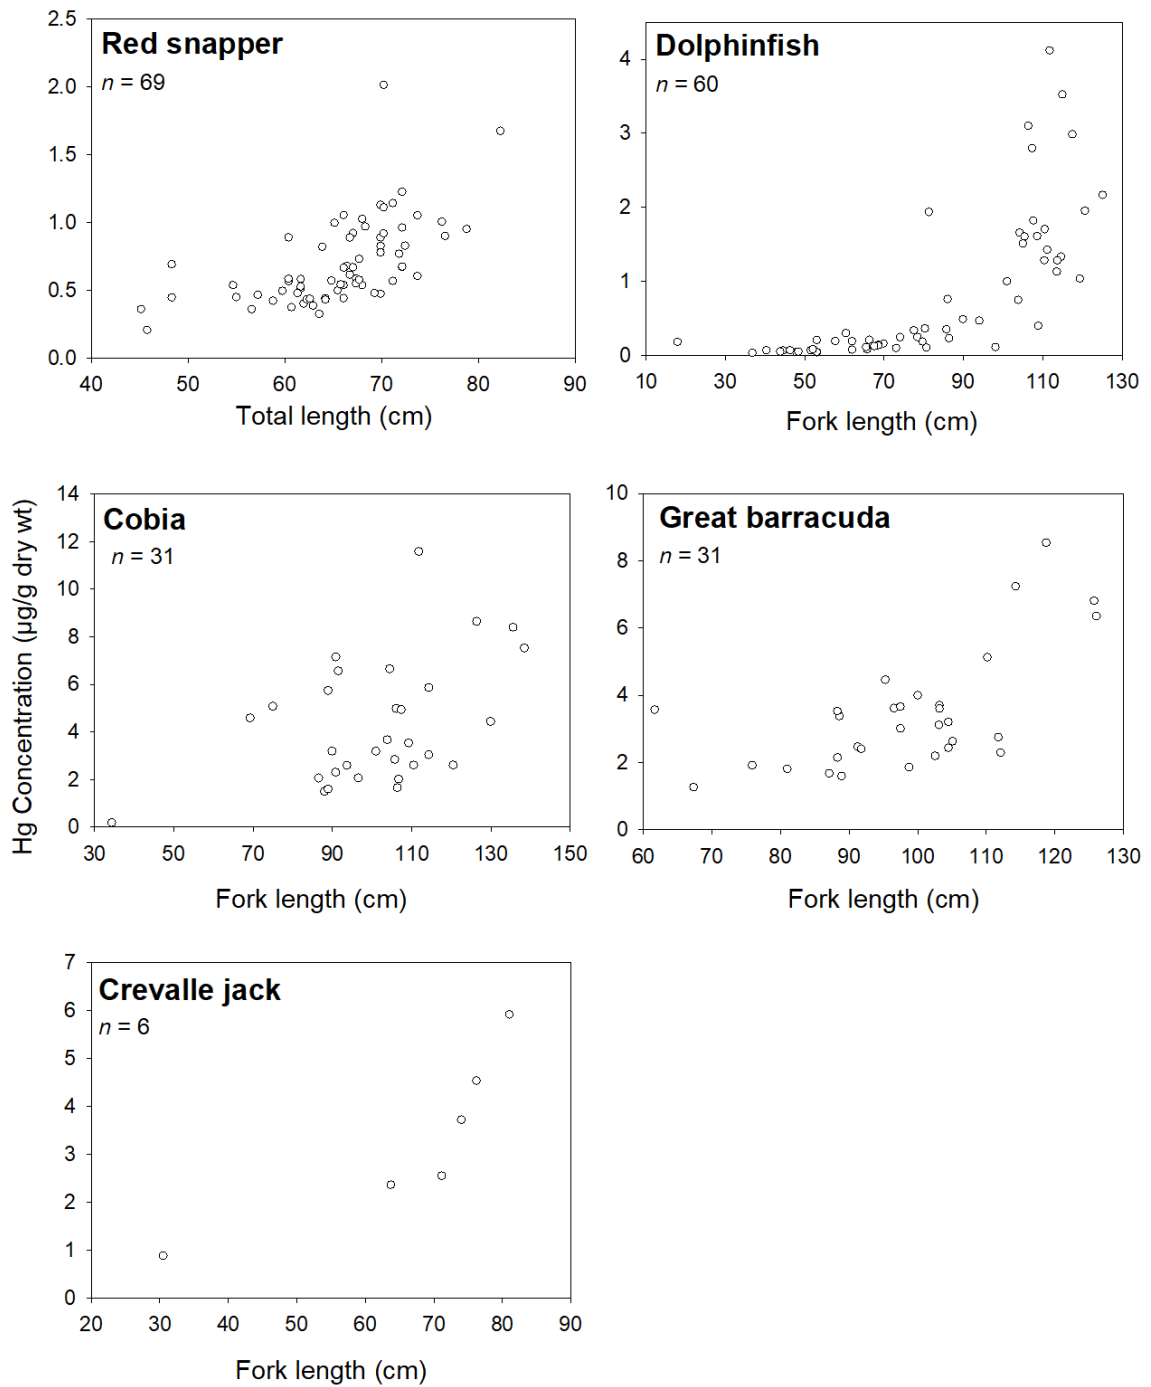 Red snapper
n = 69
2.5
2.0
1.5
1.0
0.5
0.0
40 50 60 70 80 90
Total length (cm)
Dolphinfish
n = 60
4
3
2
1
0
10 30 50 70 90 110 130
Fork length (cm)
Hg Concentration (µg/g dry wt)
Cobia
n = 31
14
12
10
8
6
4
2
0
30 50 70 90 110 130 150
Fork length (cm)
Great barracuda
n = 31
10
8
6
4
2
0
60 70 80 90 100 110 120 130
Fork length (cm)
Crevalle jack
n = 6
7
6
5
4
3
2
1
0
20 30 40 50 60 70 80 90
Fork length (cm)